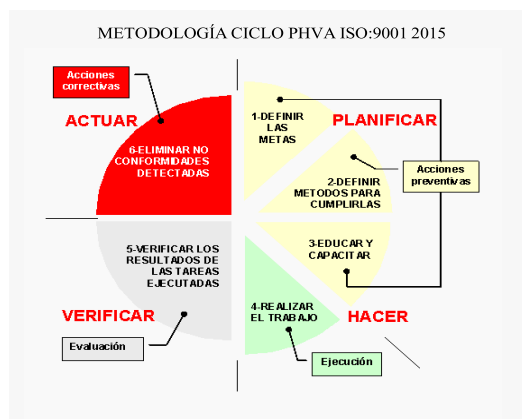 METODOLOGÍA CICLO PHVA ISO:9001 2015
Acciones
correctivas
ACTUAR
6-ELIMINAR NO
CONFORMIDADES
DETECTADAS
1-DEFINIR
LAS
METAS
PLANIFICAR
2-DEFINIR
METODOS PARA
CUMPLIRLAS
Acciones
preventivas
3-EDUCAR Y
CAPACITAR
HACER
4-REALIZAR
EL TRABAJO
Ejecución
5-VERIFICAR LOS
RESULTADOS DE
LAS TAREAS
EJECUTADAS
VERIFICAR
Evaluación